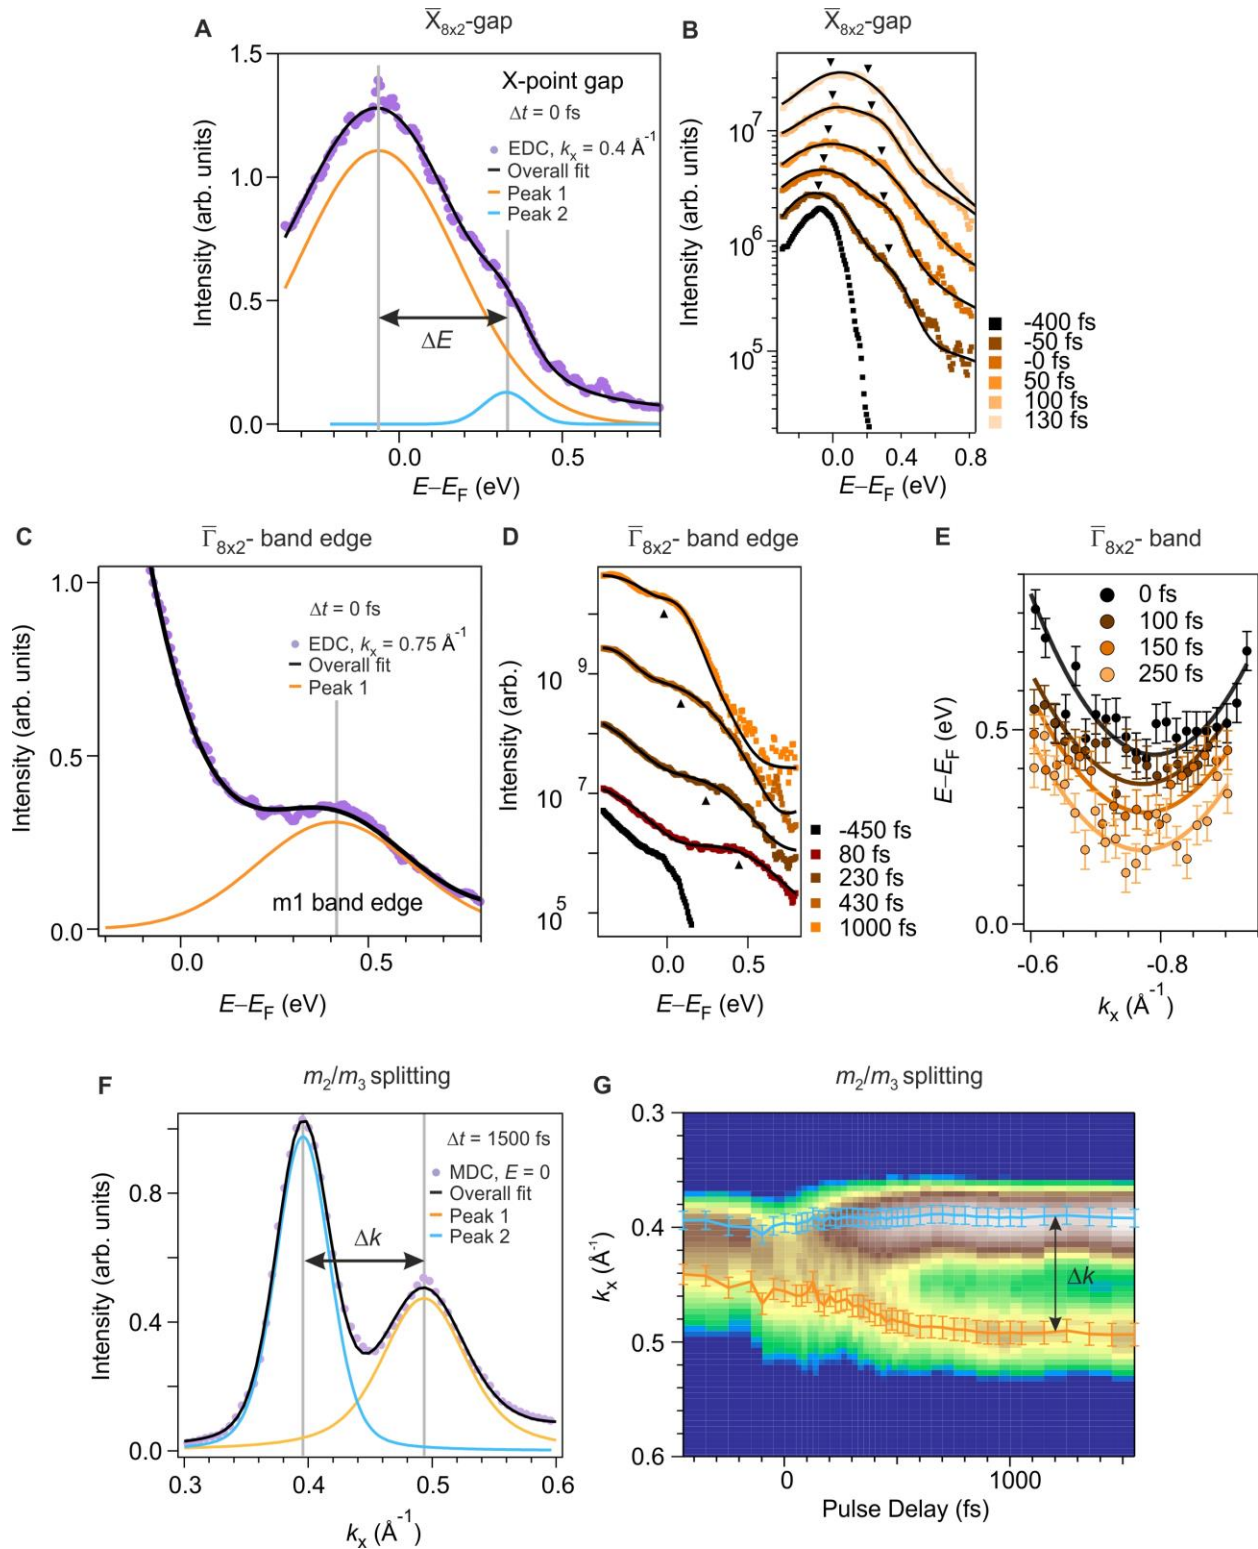 A
X̅8x2-gap
1.5
1.0
0.5
0.0
Intensity (arb. units)
X-point gap
Δt = 0 fs
EDC, kx = 0.4 Å-1
Overall fit
Peak 1
Peak 2
ΔE
0.0
0.5
E–EF (eV)
B
X̅8x2-gap
10^7
10^6
10^5
Intensity (arb. units)
-400 fs
-50 fs
-0 fs
50 fs
100 fs
130 fs
0.0
0.4
0.8
E–EF (eV)
C
Γ̅8x2- band edge
1.0
0.5
0.0
Intensity (arb. units)
Δt = 0 fs
EDC, kx = 0.75 Å-1
Overall fit
Peak 1
m1 band edge
0.0
0.5
E–EF (eV)
D
Γ̅8x2- band edge
10^9
10^7
10^5
Intensity (arb.)
-450 fs
80 fs
230 fs
430 fs
1000 fs
0.0
0.5
E–EF (eV)
E
Γ̅8x2- band
0 fs
100 fs
150 fs
250 fs
0.5
0.0
E–EF (eV)
-0.6
-0.8
kx (Å-1)
F
m2/m3 splitting
0.8
0.4
0.0
Intensity (arb. units)
Δt = 1500 fs
MDC, E = 0
Overall fit
Peak 1
Peak 2
Δk
0.3
0.4
0.5
0.6
kx (Å-1)
G
m2/m3 splitting
0.3
0.4
0.5
0.6
kx (Å-1)
Δk
0
1000
Pulse Delay (fs)